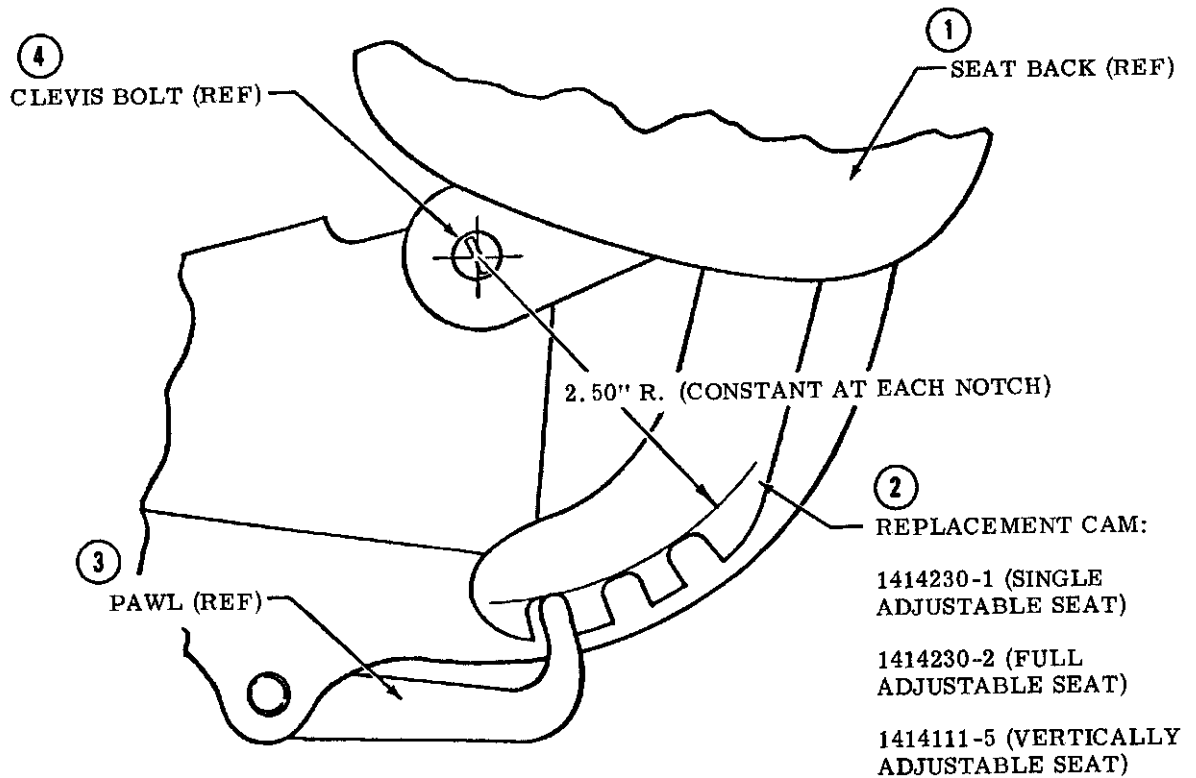 4
CLEVIS BOLT (REF)
1
SEAT BACK (REF)
2.50" R. (CONSTANT AT EACH NOTCH)
2
REPLACEMENT CAM:
1414230-1 (SINGLE
ADJUSTABLE SEAT)
1414230-2 (FULL
ADJUSTABLE SEAT)
1414111-5 (VERTICALLY
ADJUSTABLE SEAT)
3
PAWL (REF)